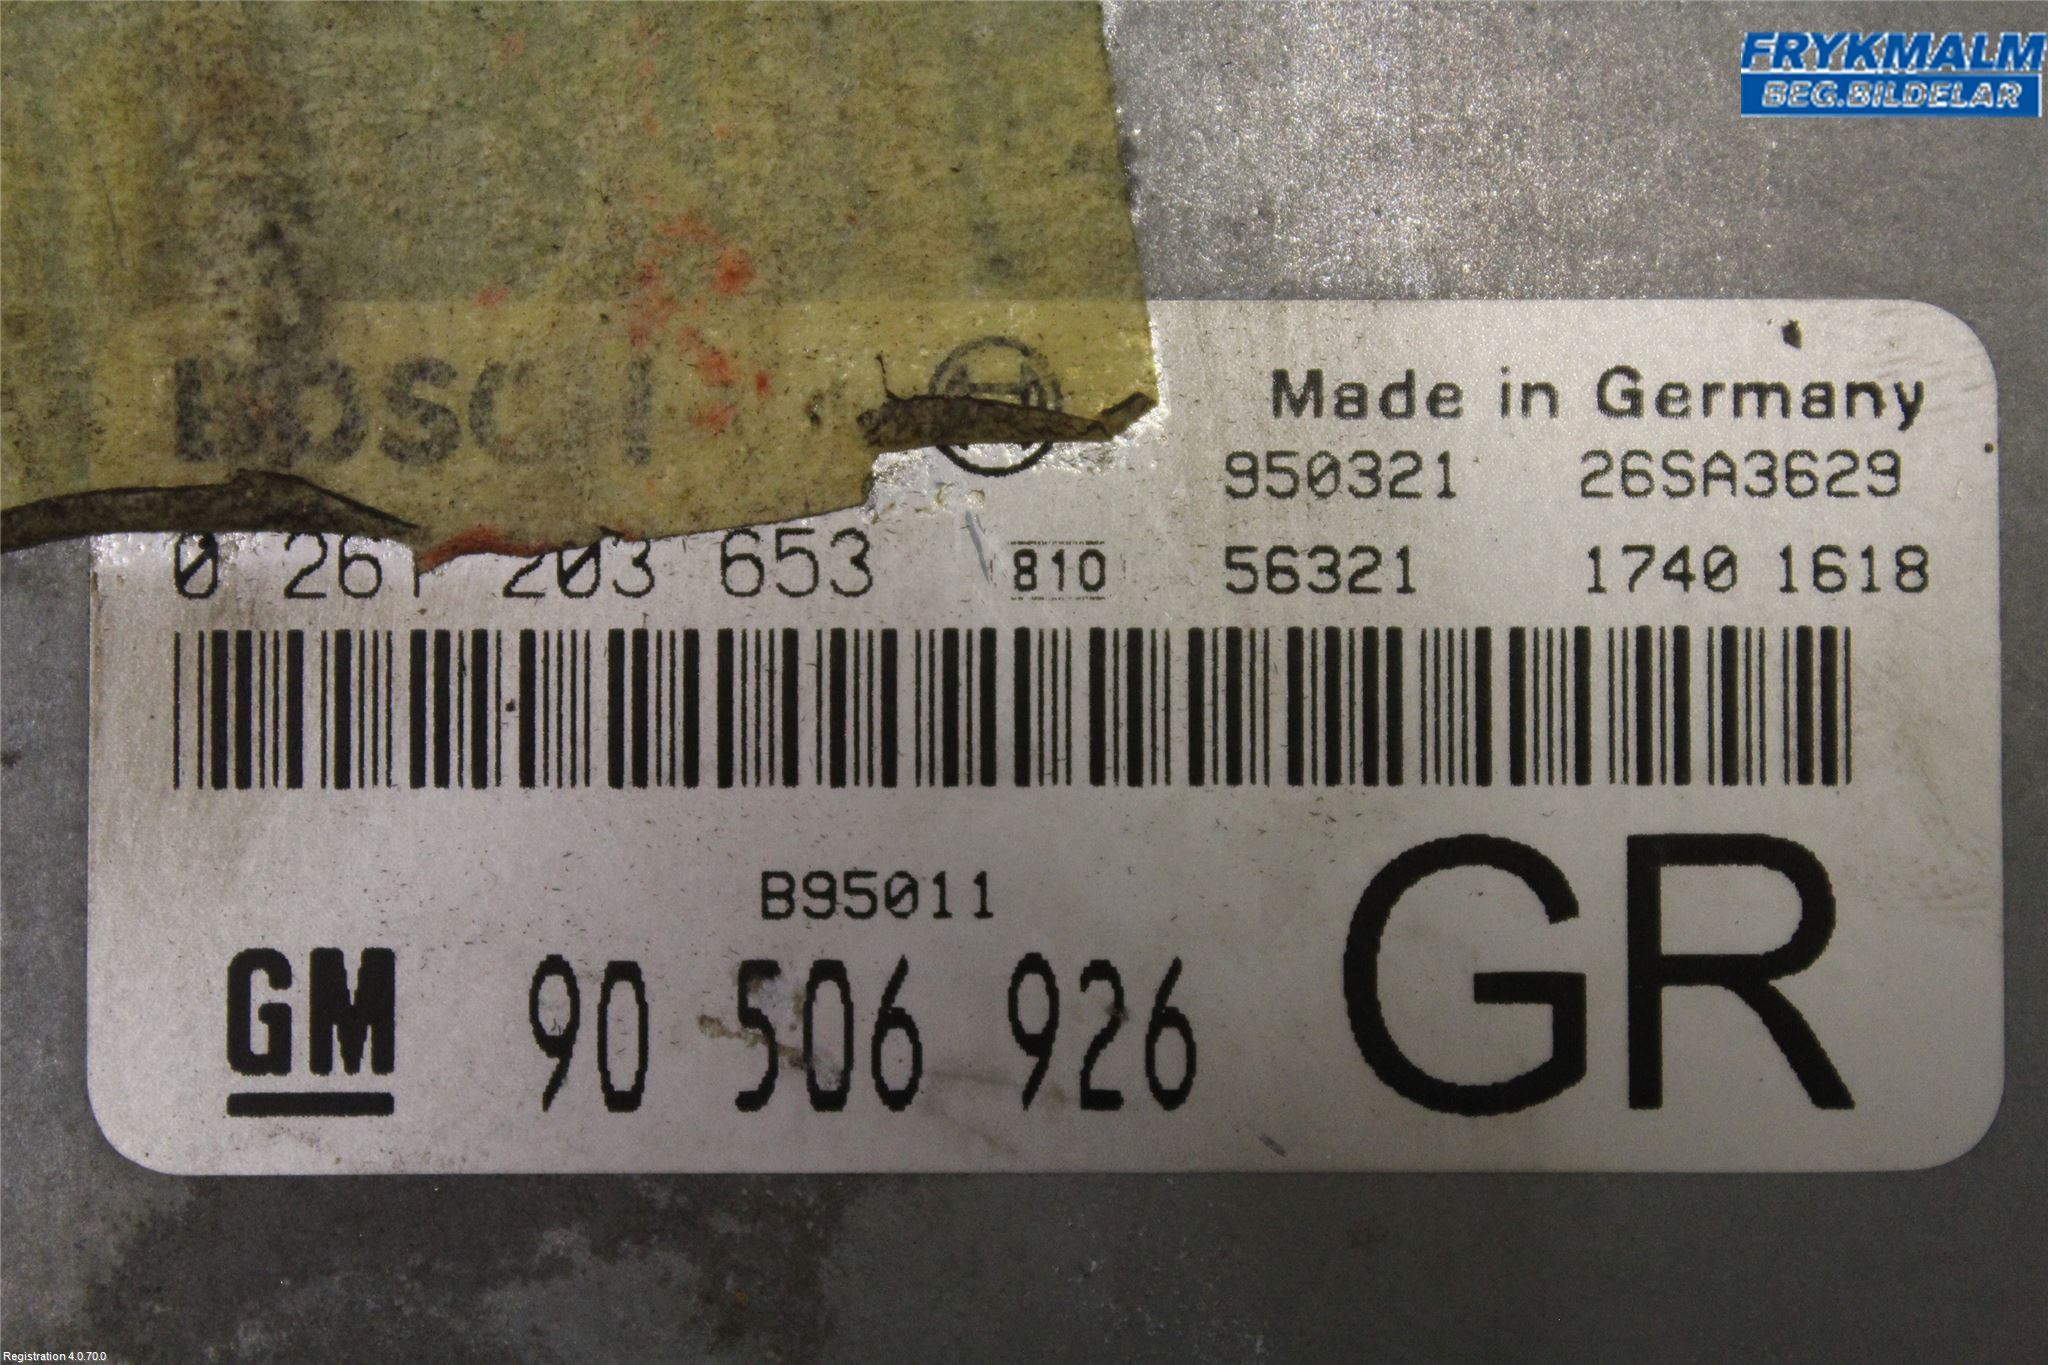 FRYKMALM
BEG.BILDELAR
BOSCH
Made in Germany
950321 26SA3629
0 261 203 653 810 56321 1740 1618
B95011
GM 90 506 926 GR
Registration 4.0.70.0